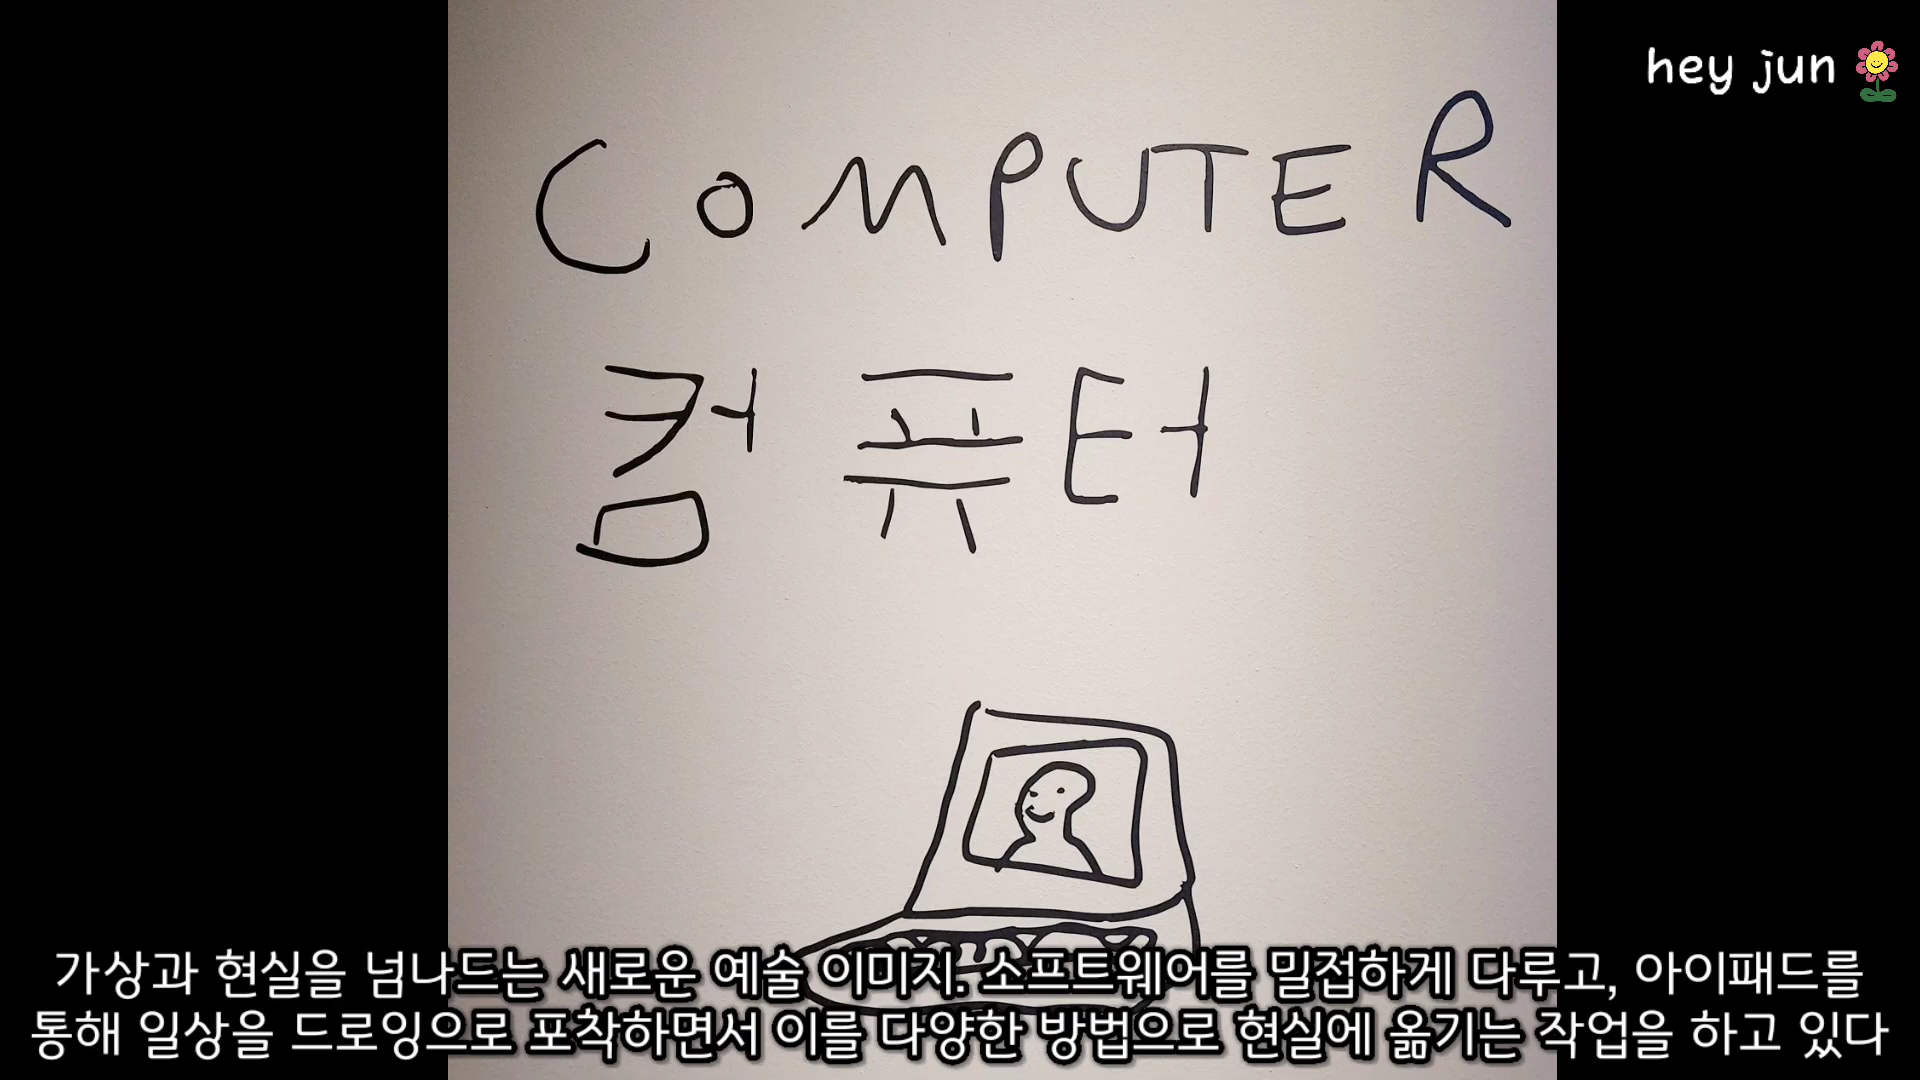 hey jun
COMPUTER
컴퓨터
가상과 현실을 넘나드는 새로운 예술 이미지. 소프트웨어를 밀접하게 다루고, 아이패드를
통해 일상을 드로잉으로 포착하면서 이를 다양한 방법으로 현실에 옮기는 작업을 하고 있다